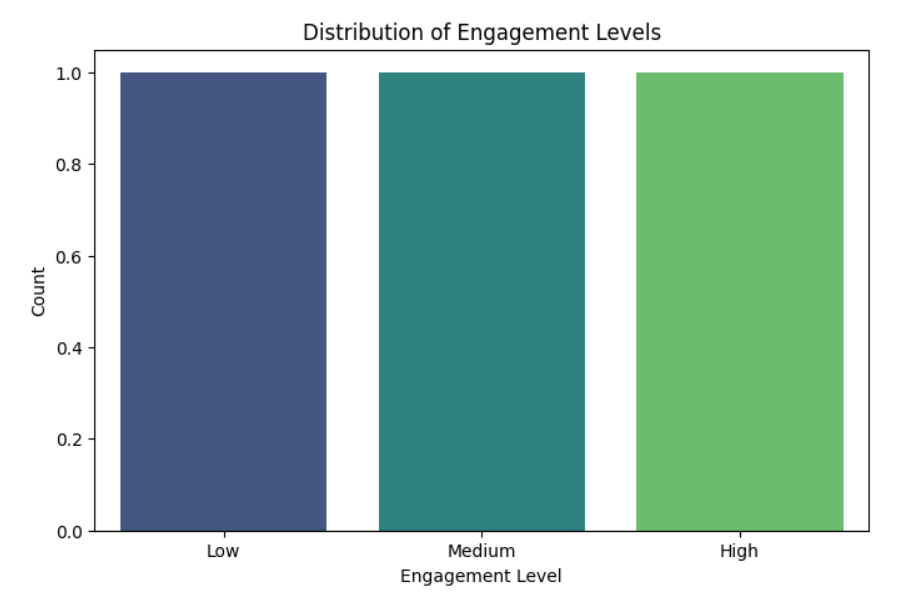 Distribution of Engagement Levels
1.0
0.8
0.6
0.4
0.2
0.0
Count
Low Medium High
Engagement Level